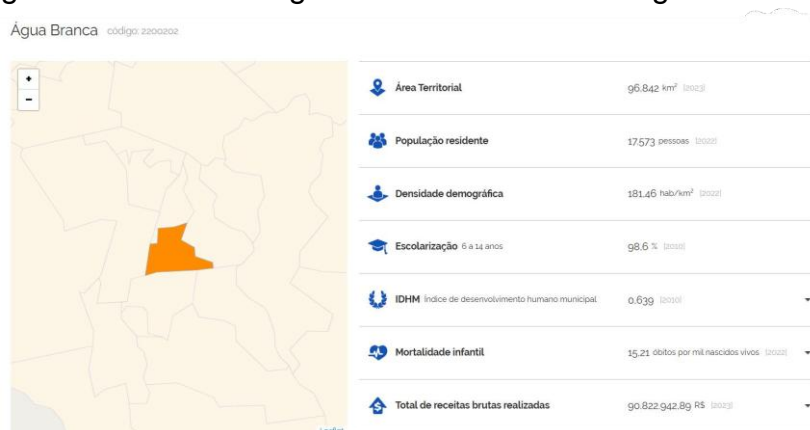 Água Branca código: 2200202
+
−
Área Territorial 96,842 km² [2023]
População residente 17.573 pessoas [2022]
Densidade demográfica 181,46 hab/km² [2022]
Escolarização 6 a 14 anos 98,6 % [2010]
IDHM Índice de desenvolvimento humano municipal 0,639 [2010]
Mortalidade infantil 15,21 óbitos por mil nascidos vivos [2022]
Total de receitas brutas realizadas 90.822.942,89 R$ [2023]